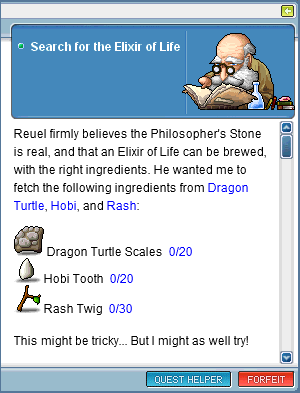 Search for the Elixir of Life
Reuel firmly believes the Philosopher's Stone
is real, and that an Elixir of Life can be brewed,
with the right ingredients. He wanted me to
fetch the following ingredients from Dragon
Turtle, Hobi, and Rash:
Dragon Turtle Scales 0/20
Hobi Tooth 0/20
Rash Twig 0/30
This might be tricky... But I might as well try!
QUEST HELPER FORFEIT